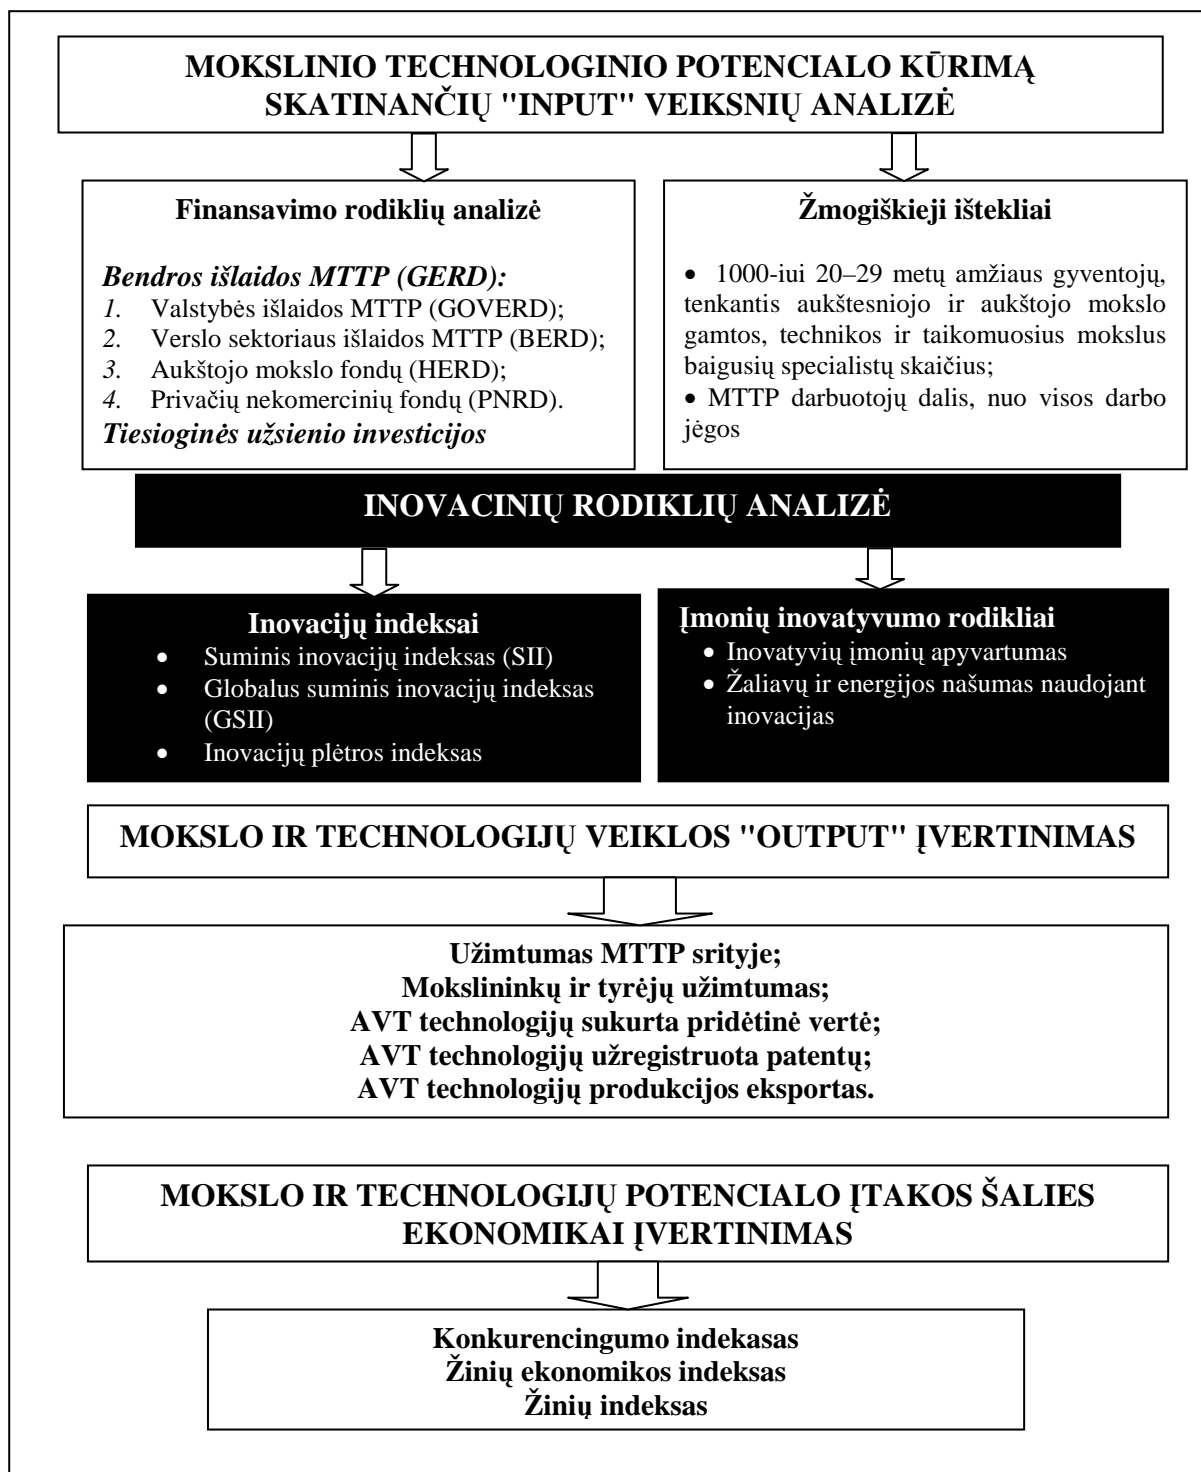 MOKSLINIO TECHNOLOGINIO POTENCIALO KŪRIMĄ
SKATINANČIŲ "INPUT" VEIKSNIŲ ANALIZĖ
Finansavimo rodiklių analizė
Bendros išlaidos MTTP (GERD):
1. Valstybės išlaidos MTTP (GOVERD);
2. Verslo sektoriaus išlaidos MTTP (BERD);
3. Aukštojo mokslo fondų (HERD);
4. Privačių nekomercinių fondų (PNRD).
Tiesioginės užsienio investicijos
Žmogiškieji ištekliai
• 1000-iui 20–29 metų amžiaus gyventojų,
tenkantis aukštesniojo ir aukštojo mokslo
gamtos, technikos ir taikomuosius mokslus
baigusių specialistų skaičius;
• MTTP darbuotojų dalis, nuo visos darbo
jėgos
INOVACINIŲ RODIKLIŲ ANALIZĖ
Inovacijų indeksai
• Suminis inovacijų indeksas (SII)
• Globalus suminis inovacijų indeksas
(GSII)
• Inovacijų plėtros indeksas
Įmonių inovatyvumo rodikliai
• Inovatyvių įmonių apyvartumas
• Žaliavų ir energijos našumas naudojant
inovacijas
MOKSLO IR TECHNOLOGIJŲ VEIKLOS "OUTPUT" ĮVERTINIMAS
Užimtumas MTTP srityje;
Mokslininkų ir tyrėjų užimtumas;
AVT technologijų sukurta pridėtinė vertė;
AVT technologijų užregistruota patentų;
AVT technologijų produkcijos eksportas.
MOKSLO IR TECHNOLOGIJŲ POTENCIALO ĮTAKOS ŠALIES
EKONOMIKAI ĮVERTINIMAS
Konkurencingumo indekasas
Žinių ekonomikos indeksas
Žinių indeksas